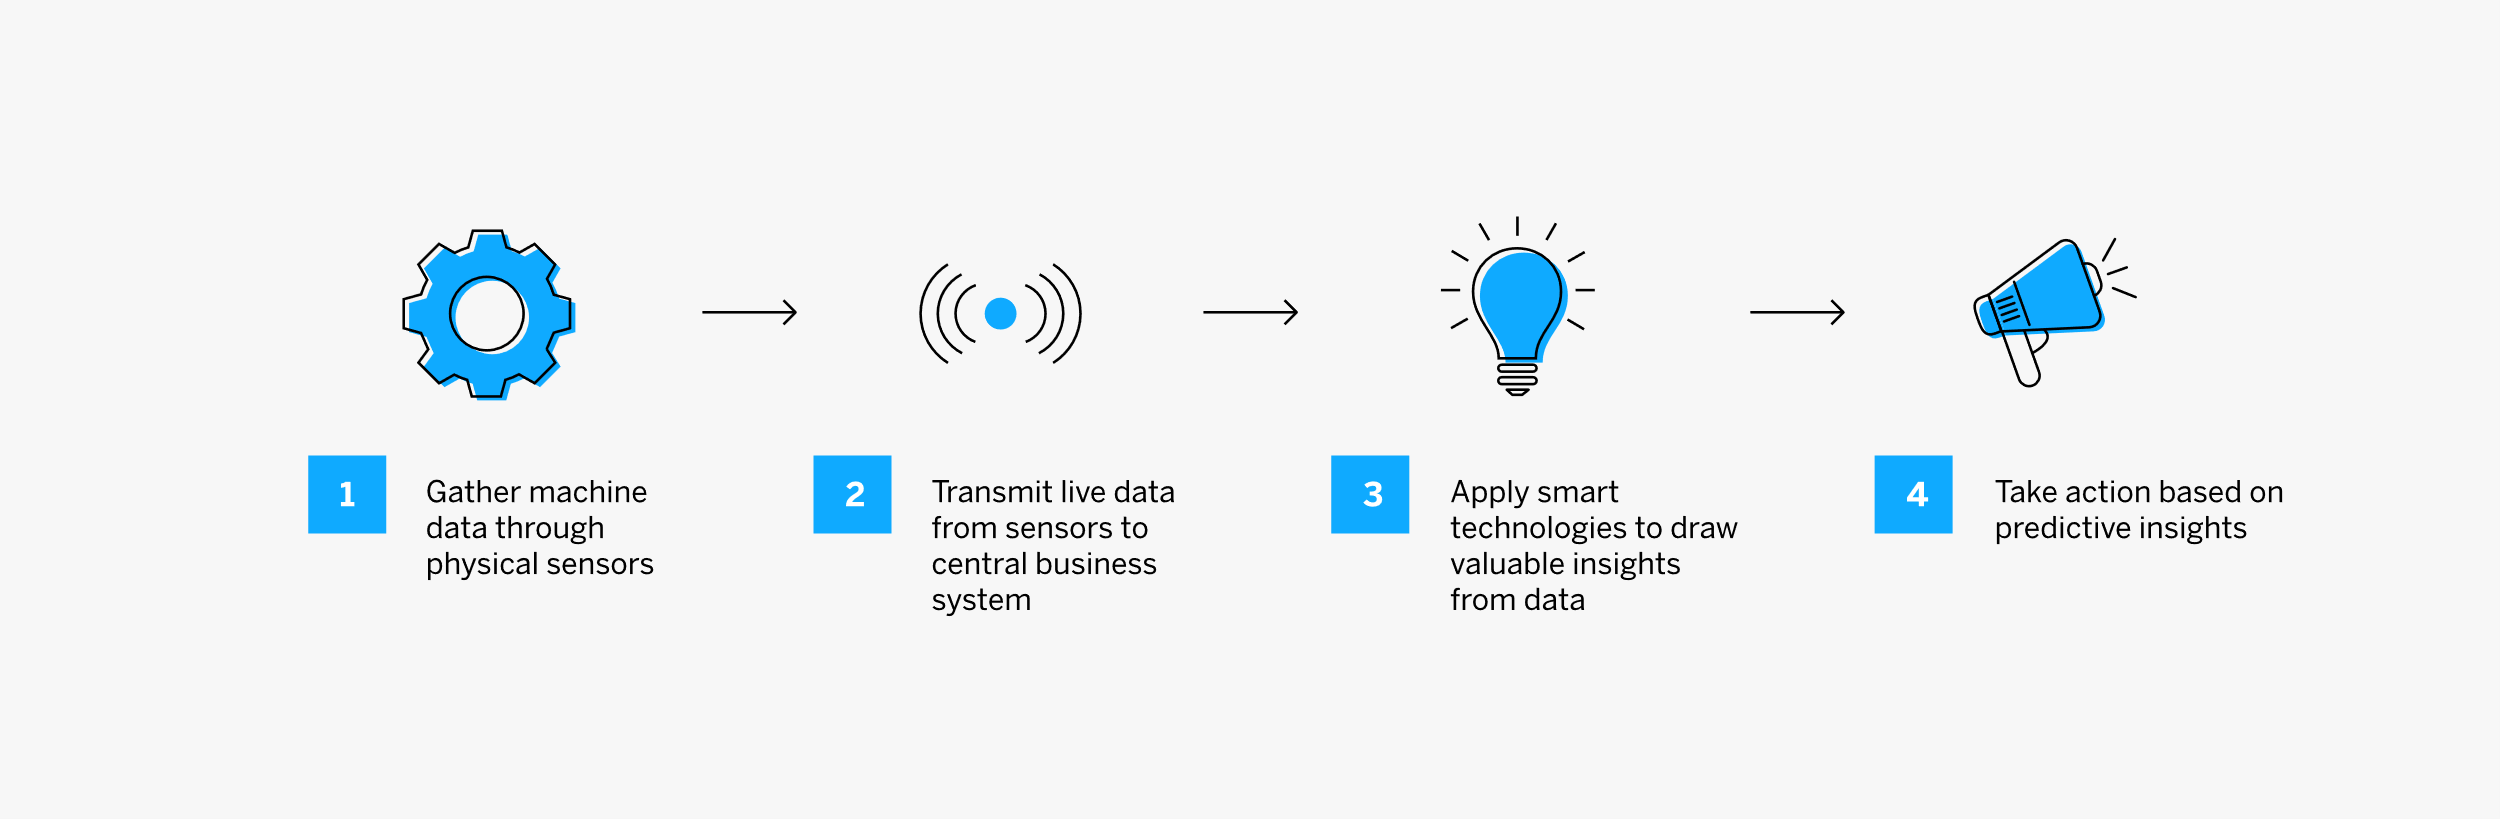 1
Gather machine
data through
physical sensors
2
Transmit live data
from sensors to
central business
system
3
Apply smart
technologies to draw
valuable insights
from data
4
Take action based on
predictive insights